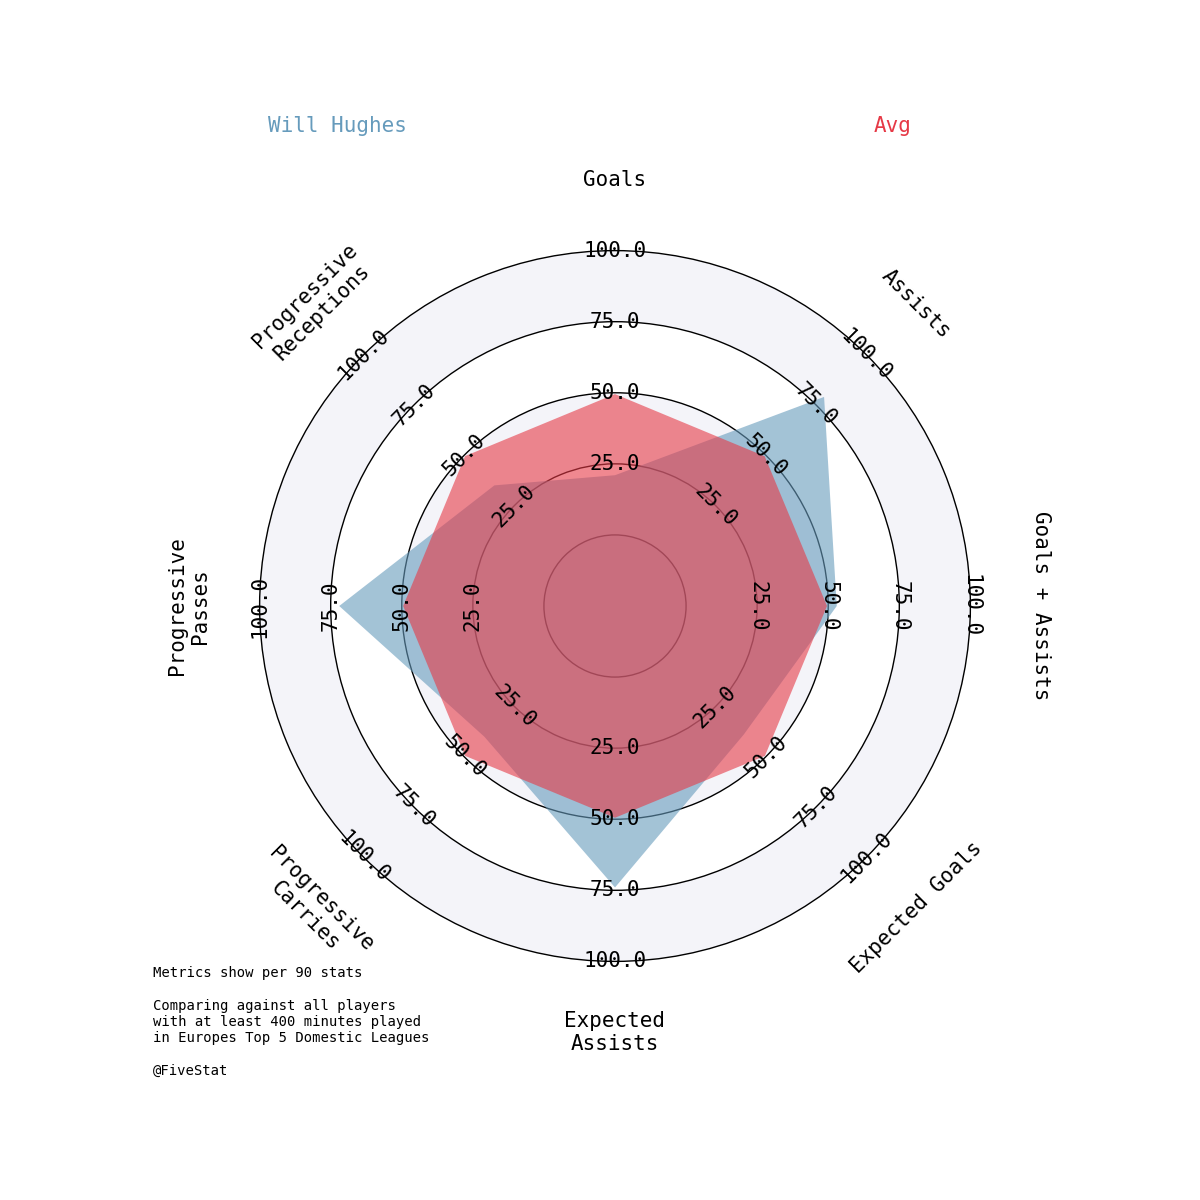 Will Hughes
Avg
Goals
Assists
Goals + Assists
Expected Goals
Expected
Assists
Progressive
Carries
Progressive
Passes
Progressive
Receptions
25.0
50.0
75.0
100.0
25.0
50.0
75.0
100.0
25.0
50.0
75.0
100.0
25.0
50.0
75.0
100.0
25.0
50.0
75.0
100.0
25.0
50.0
75.0
100.0
25.0
50.0
75.0
100.0
25.0
50.0
75.0
100.0
Metrics show per 90 stats
Comparing against all players
with at least 400 minutes played
in Europes Top 5 Domestic Leagues
@FiveStat